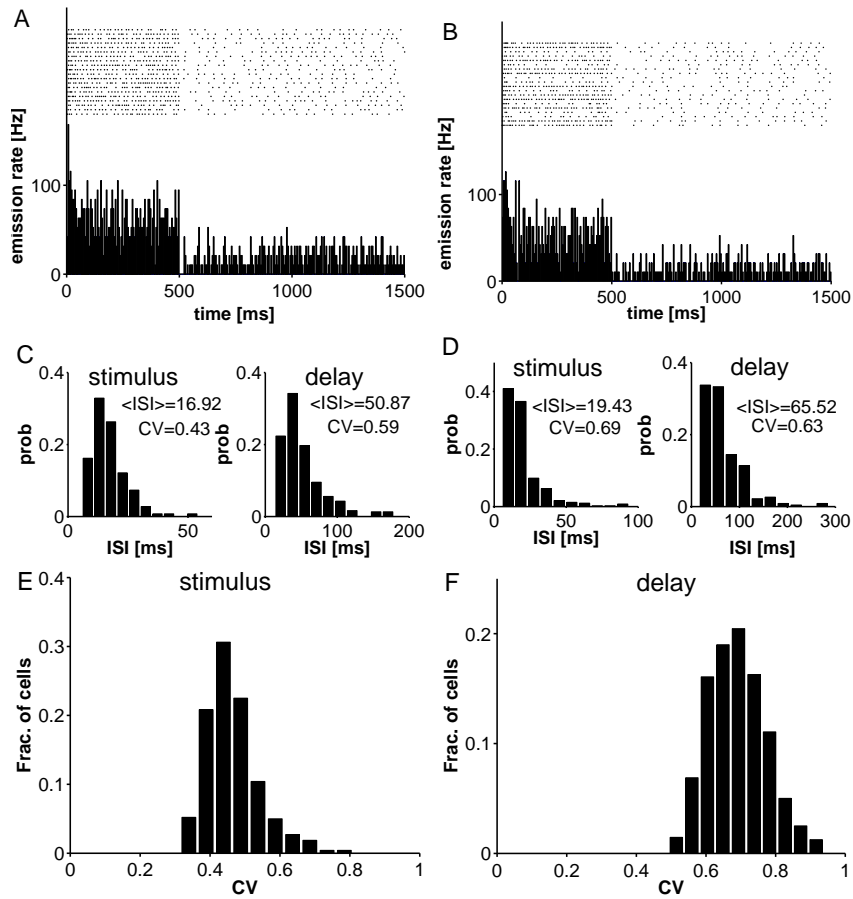 A
emission rate [Hz]
100
0
0 500 1000 1500
time [ms]
B
emission rate [Hz]
100
0
0 500 1000 1500
time [ms]
C
stimulus
<ISI>=16.92
CV=0.43
prob
0.4
0.2
0
0 50
ISI [ms]
delay
<ISI>=50.87
CV=0.59
prob
0.4
0.2
0
0 100 200
ISI [ms]
D
stimulus
<ISI>=19.43
CV=0.69
prob
0.4
0.2
0
0 50 100
ISI [ms]
delay
<ISI>=65.52
CV=0.63
prob
0.4
0.2
0
0 100 200 300
ISI [ms]
E
stimulus
Frac. of cells
0.4
0.3
0.2
0.1
0
0 0.2 0.4 0.6 0.8 1
CV
F
delay
Frac. of cells
0.2
0.1
0
0 0.2 0.4 0.6 0.8 1
CV